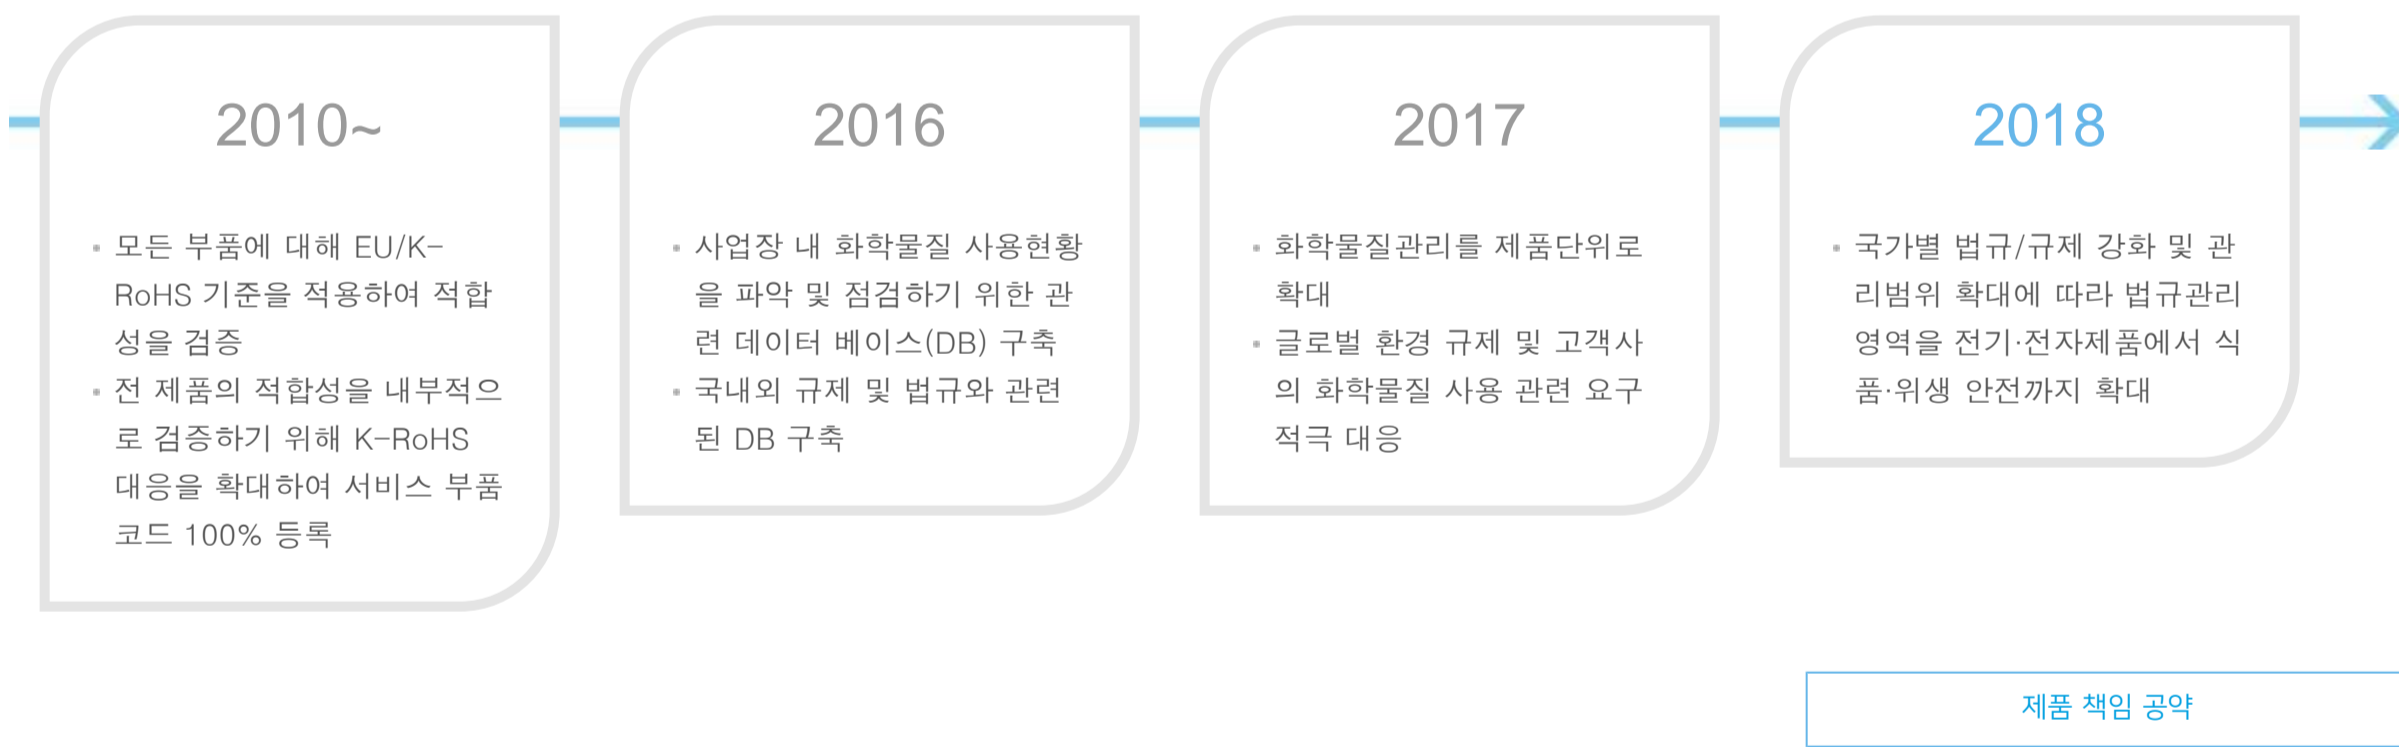 2010~
▪ 모든 부품에 대해 EU/K-
RoHS 기준을 적용하여 적합
성을 검증
▪ 전 제품의 적합성을 내부적으
로 검증하기 위해 K-RoHS
대응을 확대하여 서비스 부품
코드 100% 등록
2016
▪ 사업장 내 화학물질 사용현황
을 파악 및 점검하기 위한 관
련 데이터 베이스(DB) 구축
▪ 국내외 규제 및 법규와 관련
된 DB 구축
2017
▪ 화학물질관리를 제품단위로
확대
▪ 글로벌 환경 규제 및 고객사
의 화학물질 사용 관련 요구
적극 대응
2018
▪ 국가별 법규/규제 강화 및 관
리범위 확대에 따라 법규관리
영역을 전기·전자제품에서 식
품·위생 안전까지 확대
제품 책임 공약